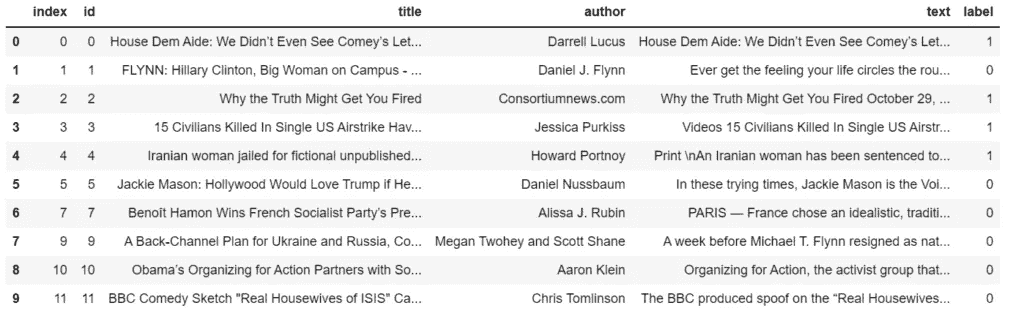 index id title author text label
0 0 0 House Dem Aide: We Didn’t Even See Comey’s Let... Darrell Lucus House Dem Aide: We Didn’t Even See Comey’s Let... 1
1 1 1 FLYNN: Hillary Clinton, Big Woman on Campus - ... Daniel J. Flynn Ever get the feeling your life circles the rou... 0
2 2 2 Why the Truth Might Get You Fired Consortiumnews.com Why the Truth Might Get You Fired October 29, ... 1
3 3 3 15 Civilians Killed In Single US Airstrike Hav... Jessica Purkiss Videos 15 Civilians Killed In Single US Airstr... 1
4 4 4 Iranian woman jailed for fictional unpublished... Howard Portnoy Print \nAn Iranian woman has been sentenced to... 1
5 5 5 Jackie Mason: Hollywood Would Love Trump if He... Daniel Nussbaum In these trying times, Jackie Mason is the Voi... 0
6 7 7 Benoît Hamon Wins French Socialist Party’s Pre... Alissa J. Rubin PARIS — France chose an idealistic, traditi... 0
7 9 9 A Back-Channel Plan for Ukraine and Russia, Co... Megan Twohey and Scott Shane A week before Michael T. Flynn resigned as nat... 0
8 10 10 Obama’s Organizing for Action Partners with So... Aaron Klein Organizing for Action, the activist group that... 0
9 11 11 BBC Comedy Sketch "Real Housewives of ISIS" Ca... Chris Tomlinson The BBC produced spoof on the “Real Housewives... 0